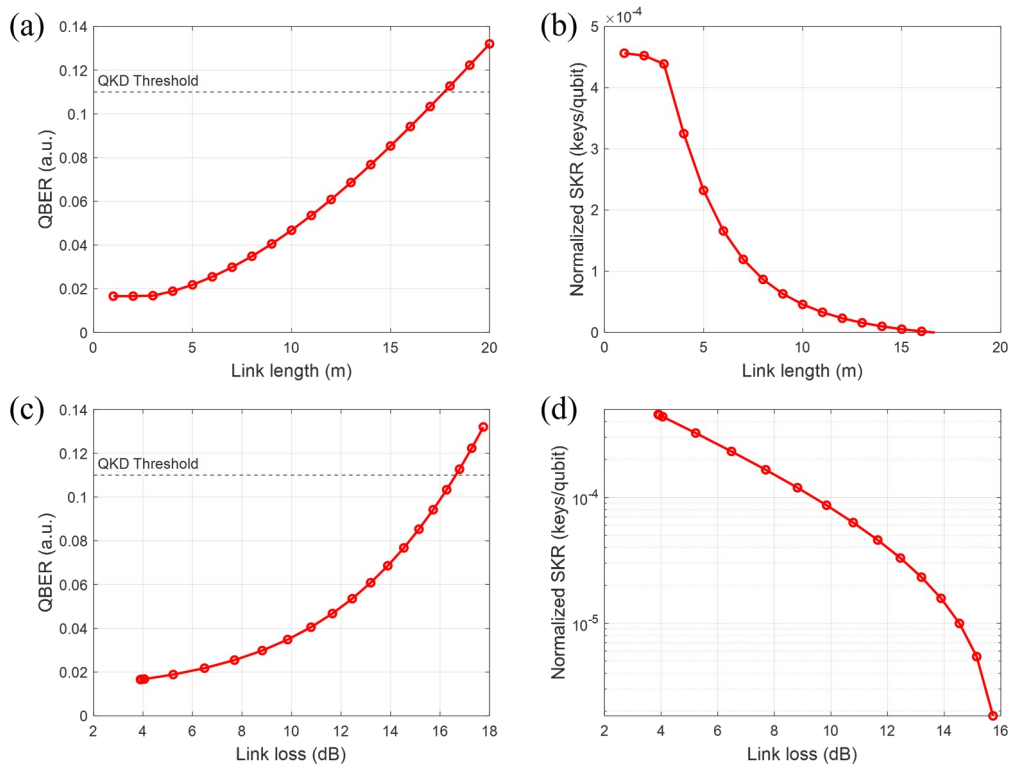 (a)
0.14
0.12
0.1
0.08
0.06
0.04
0.02
0
QKD Threshold
QBER (a.u.)
0 5 10 15 20
Link length (m)
(b)
×10⁻⁴
5
4
3
2
1
0
Normalized SKR (keys/qubit)
0 5 10 15 20
Link length (m)
(c)
0.14
0.12
0.1
0.08
0.06
0.04
0.02
0
QKD Threshold
QBER (a.u.)
2 4 6 8 10 12 14 16 18
Link loss (dB)
(d)
10⁻⁴
10⁻⁵
Normalized SKR (keys/qubit)
2 4 6 8 10 12 14 16
Link loss (dB)